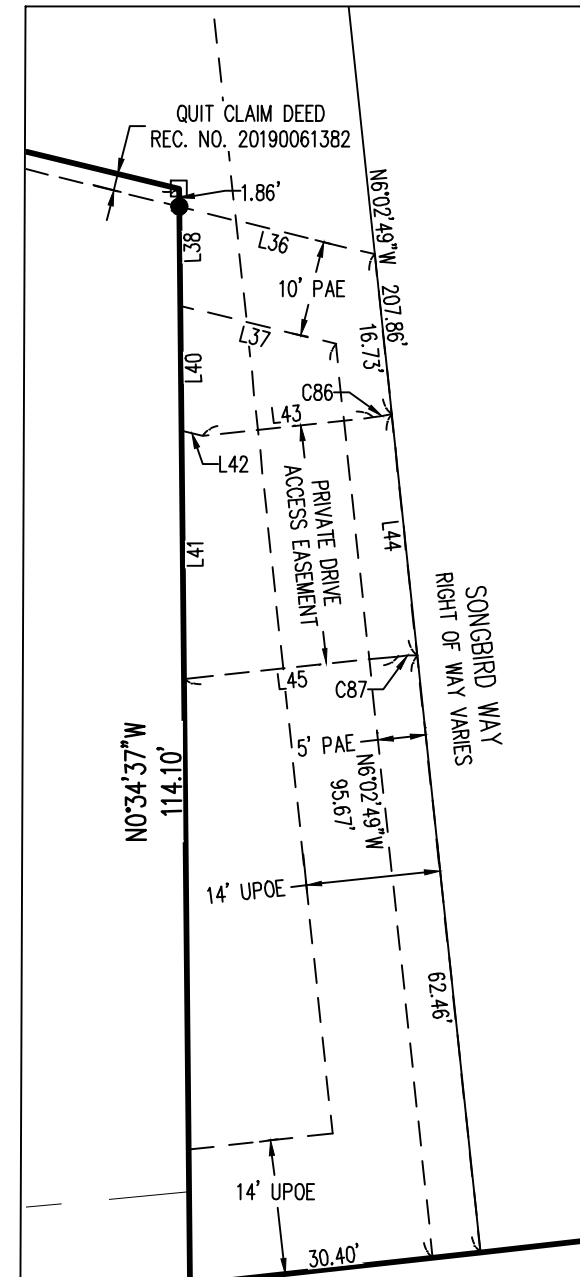 QUIT CLAIM DEED
REC. NO. 20190061382
1.86'
L38
L36
N6°02'49"W
207.86'
10' PAE
16.73'
L37
L40
C86
L43
L42
PRIVATE DRIVE
ACCESS EASEMENT
L41
L44
SONGBIRD WAY
RIGHT OF WAY VARIES
L45
C87
N0°34'37"W
114.10'
5' PAE
N6°02'49"W
95.67'
14' UPOE
62.46'
14' UPOE
30.40'